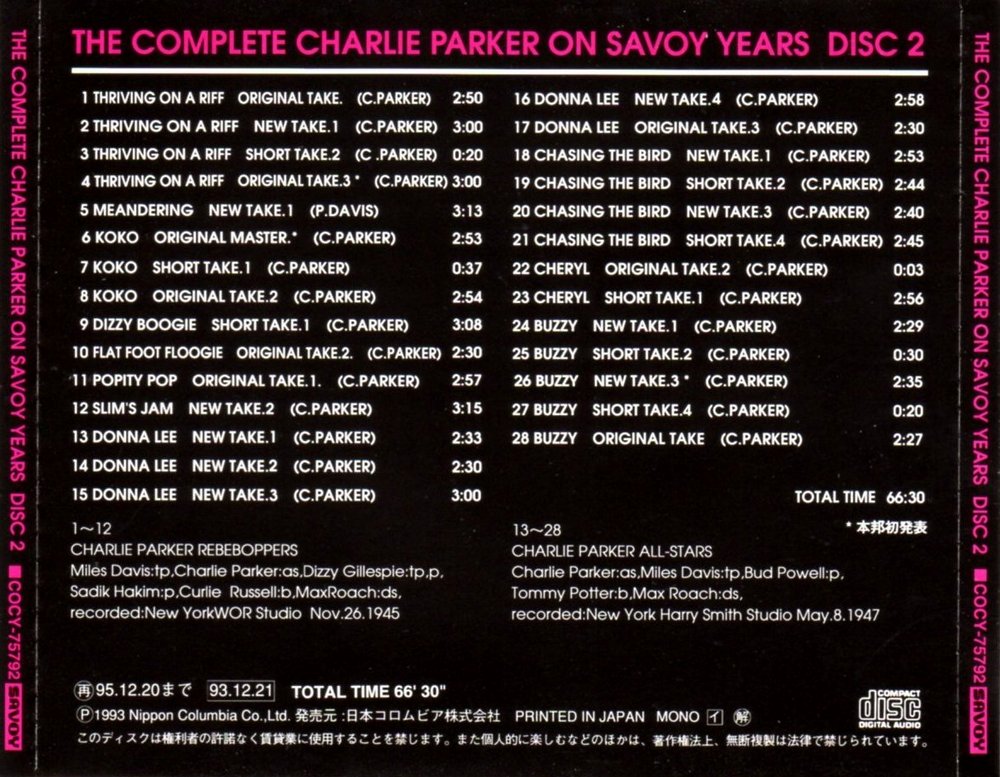 THE COMPLETE CHARLIE PARKER ON SAVOY YEARS DISC 2
1 THRIVING ON A RIFF ORIGINAL TAKE. (C.PARKER) 2:50
2 THRIVING ON A RIFF NEW TAKE.1 (C.PARKER) 3:00
3 THRIVING ON A RIFF SHORT TAKE.2 (C .PARKER) 0:20
4 THRIVING ON A RIFF ORIGINAL TAKE.3 * (C.PARKER) 3:00
5 MEANDERING NEW TAKE.1 (P.DAVIS) 3:13
6 KOKO ORIGINAL MASTER.* (C.PARKER) 2:53
7 KOKO SHORT TAKE.1 (C.PARKER) 0:37
8 KOKO ORIGINAL TAKE.2 (C.PARKER) 2:54
9 DIZZY BOOGIE SHORT TAKE.1 (C.PARKER) 3:08
10 FLAT FOOT FLOOGIE ORIGINAL TAKE.2. (C.PARKER) 2:30
11 POPITY POP ORIGINAL TAKE.1. (C.PARKER) 2:57
12 SLIM'S JAM NEW TAKE.2 (C.PARKER) 3:15
13 DONNA LEE NEW TAKE.1 (C.PARKER) 2:33
14 DONNA LEE NEW TAKE.2 (C.PARKER) 2:30
15 DONNA LEE NEW TAKE.3 (C.PARKER) 3:00
16 DONNA LEE NEW TAKE.4 (C.PARKER) 2:58
17 DONNA LEE ORIGINAL TAKE.3 (C.PARKER) 2:30
18 CHASING THE BIRD NEW TAKE.1 (C.PARKER) 2:53
19 CHASING THE BIRD SHORT TAKE.2 (C.PARKER) 2:44
20 CHASING THE BIRD NEW TAKE.3 (C.PARKER) 2:40
21 CHASING THE BIRD SHORT TAKE.4 (C.PARKER) 2:45
22 CHERYL ORIGINAL TAKE.2 (C.PARKER) 0:03
23 CHERYL SHORT TAKE.1 (C.PARKER) 2:56
24 BUZZY NEW TAKE.1 (C.PARKER) 2:29
25 BUZZY SHORT TAKE.2 (C.PARKER) 0:30
26 BUZZY NEW TAKE.3 * (C.PARKER) 2:35
27 BUZZY SHORT TAKE.4 (C.PARKER) 0:20
28 BUZZY ORIGINAL TAKE (C.PARKER) 2:27
TOTAL TIME 66:30
* 本邦初発表
1〜12
CHARLIE PARKER REBEBOPPERS
Miles Davis:tp,Charlie Parker:as,Dizzy Gillespie:tp,p,
Sadik Hakim:p,Curlie Russell:b,MaxRoach:ds,
recorded:New YorkWOR Studio Nov.26.1945
13〜28
CHARLIE PARKER ALL-STARS
Charlie Parker:as,Miles Davis:tp,Bud Powell:p,
Tommy Potter:b,Max Roach:ds,
recorded:New York Harry Smith Studio May.8.1947
再95.12.20まで 93.12.21 TOTAL TIME 66' 30"
Ⓟ1993 Nippon Columbia Co.,Ltd. 発売元 :日本コロムビア株式会社 PRINTED IN JAPAN MONO イ 解
このディスクは権利者の許諾なく賃貸業に使用することを禁じます。また個人的に楽しむなどのほかは、著作権法上、無断複製は法律で禁じられています。
COMPACT
disc
DIGITAL AUDIO
THE COMPLETE CHARLIE PARKER ON SAVOY YEARS DISC 2 ■COCY-75792 SAVOY
THE COMPLETE CHARLIE PARKER ON SAVOY YEARS DISC 2 ■COCY-75792 SAVOY